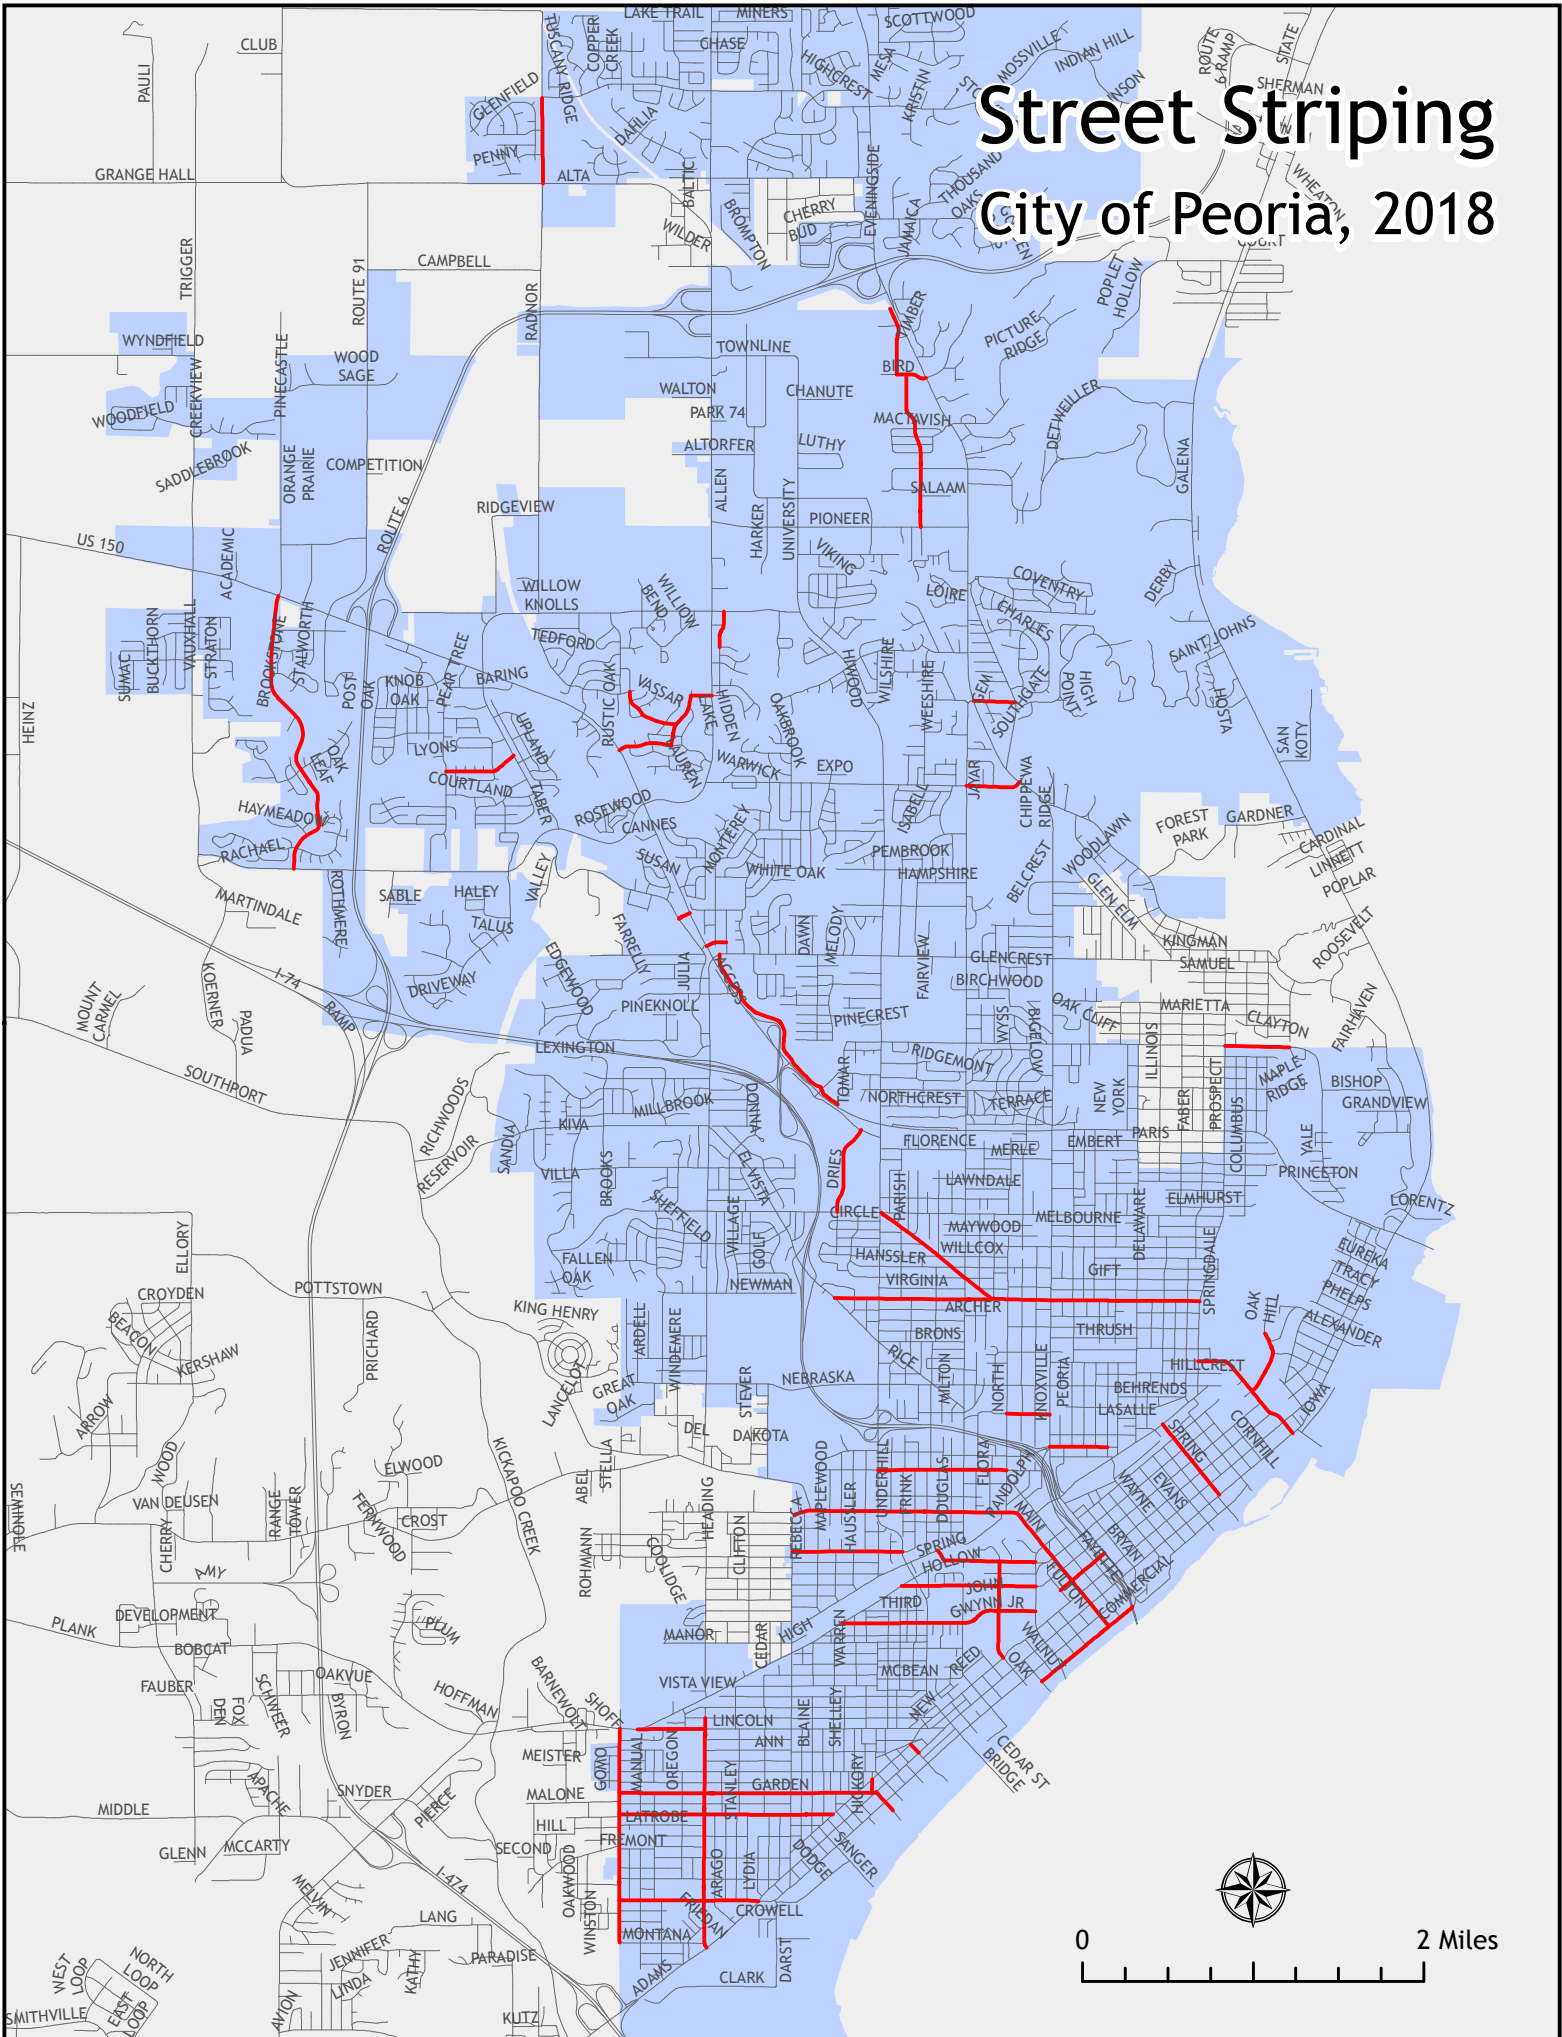 LAKE TRAIL
MINERS
SCOTTWOOD
CLUB
TUSCANY RIDGE
COPPER
CREEK
CHASE
HIGHCREST
MESA
KRISTIN
MOSSVILLE
INDIAN HILL
ROUTE
6 RAMP
STATE
SHERMAN
PAULI
GLENFIELD
Street Striping
City of Peoria, 2018
PENNY
DAHLIA
GRANGE HALL
ALTA
BALTIC
WILDER
BROMPTON
CHERRY
BUD
EVENINGSIDE
JAMAICA
THOUSAND
OAKS
WHEATON
COURT
TRIGGER
CAMPBELL
ROUTE 91
RADNOR
POPLET
HOLLOW
TIMBER
PICTURE
RIDGE
WYNDFIELD
CREEKVIEW
PINECASTLE
WOOD
SAGE
TOWNLINE
BIRD
WALTON
CHANUTE
PARK 74
MACTAVISH
DETWEILLER
WOODFIELD
SADDLEBROOK
ORANGE
PRAIRIE
COMPETITION
ALTORFER
LUTHY
ALLEN
GALENA
SALAAM
RIDGEVIEW
ROUTE 6
HARKER
UNIVERSITY
PIONEER
US 150
ACADEMIC
VIKING
WILLOW
KNOLLS
WILLIOW
BEND
LOIRE
COVENTRY
CHARLES
DERBY
SAINT JOHNS
SUMAC
BUCKTHORN
VAUXHALL
STRATON
BROOKSTONE
STALWORTH
TEDFORD
PEAR TREE
BARING
POST
OAK
KNOB
OAK
RUSTIC OAK
VASSAR
LAKE
HIDDEN
OAKBROOK
HIWOOD
WILSHIRE
WEESHIRE
DEEM
SOUTHGATE
HIGH
POINT
HOSTA
SAN
KOTY
HEINZ
OAK
LEAF
LYONS
UPLAND
COURTLAND
TABER
LAUREN
WARWICK
EXPO
JAYAR
CHIPPEWA
RIDGE
ISABELL
HAYMEADOW
RACHAEL
ROSEWOOD
CANNES
MONTEREY
SUSAN
WHITE OAK
PEMBROOK
HAMPSHIRE
BELCREST
WOODLAWN
GLEN ELM
FOREST
PARK
GARDNER
CARDINAL
LINNETT
POPLAR
MARTINDALE
ROTHMERE
SABLE
HALEY
VALLEY
TALUS
FARRELLY
DAWN
MELODY
FAIRVIEW
KINGMAN
SAMUEL
ROOSEVELT
GLENCREST
BIRCHWOOD
EDGEWOOD
JULIA
ACCESS
MOUNT
CARMEL
KOERNER
I-74
RAMP
DRIVEWAY
PINEKNOLL
PINECREST
WYSS
BIGELOW
OAK CLIFF
MARIETTA
CLAYTON
FAIRHAVEN
PADUA
LEXINGTON
RIDGEMONT
ILLINOIS
MAPLE
RIDGE
BISHOP
GRANDVIEW
SOUTHPORT
RICHWOODS
MILLBROOK
DONNA
TOMAR
NORTHCREST
TERRACE
NEW
YORK
FABER
PROSPECT
KIVA
FLORENCE
MERLE
EMBERT
PARIS
COLUMBUS
YALE
RESERVOIR
SANDIA
VILLA
BROOKS
EL VISTA
DRIES
PARISH
LAWNDALE
DELAWARE
PRINCETON
ELMHURST
LORENTZ
SHEFFIELD
VILLAGE
GOLF
CIRCLE
MAYWOOD
MELBOURNE
ELLORY
FALLEN
OAK
HANSSLER
WILLCOX
GIFT
SPRINGDALE
EUREKA
TRACY
PHELPS
CROYDEN
POTTSTOWN
NEWMAN
VIRGINIA
ARCHER
OAK
HILL
ALEXANDER
BEACON
KERSHAW
PRICHARD
KING HENRY
ARDELL
WINDEMERE
BRONS
RICE
THRUSH
LANCELOT
GREAT
OAK
STEVER
NEBRASKA
MILTON
NORTH
KNOXVILLE
PEORIA
HILLCREST
BEHRENDS
LASALLE
IOWA
ARROW
WOOD
KICKAPOO CREEK
DEL
DAKOTA
SPRING
CORNHILL
STELLA
ABEL
ELWOOD
HEADING
MAPLEWOOD
UNDERHILL
FLORA
RANDOLPH
WAYNE
EVANS
SEMINOLE
VAN DEUSEN
RANGE
TOWER
FERNWOOD
CROST
REBECCA
HAUSSLER
FRINK
DOUGLAS
MAIN
BRYAN
CHERRY
ROHMANN
COOLIDGE
CLIFTON
SPRING
HOLLOW
FAYETTE
FULTON
COMMERCIAL
AMY
PLANK
DEVELOPMENT
BOBCAT
PLUM
JOHN
GWYNN JR
THIRD
MANOR
CEDAR
HIGH
WARREN
WALNUT
OAK
REED
FAUBER
DEN
FOX
SCHWEER
OAKVUE
BYRON
HOFFMAN
BARNEWOLT
SHOFF
VISTA VIEW
MCBEAN
NEW
LINCOLN
ANN
BLAINE
SHELLEY
CEDAR ST
BRIDGE
MEISTER
GOMO
MANUAL
OREGON
MIDDLE
APACHE
SNYDER
PIERCE
MALONE
STANLEY
GARDEN
HICKORY
GLENN
MCCARTY
HILL
LATROBE
SECOND
FREMONT
DODGE
SANGER
I-474
MELVIN
OAKWOOD
ARAGO
LYDIA
LANG
WINSTON
FRIEDAN
CROWELL
MONTANA
0
2 Miles
WEST
LOOP
NORTH
LOOP
JENNIFER
LINDA
KATHY
PARADISE
ADAMS
CLARK
DARST
SMITHVILLE
EAST
LOOP
AVION
KUTZ